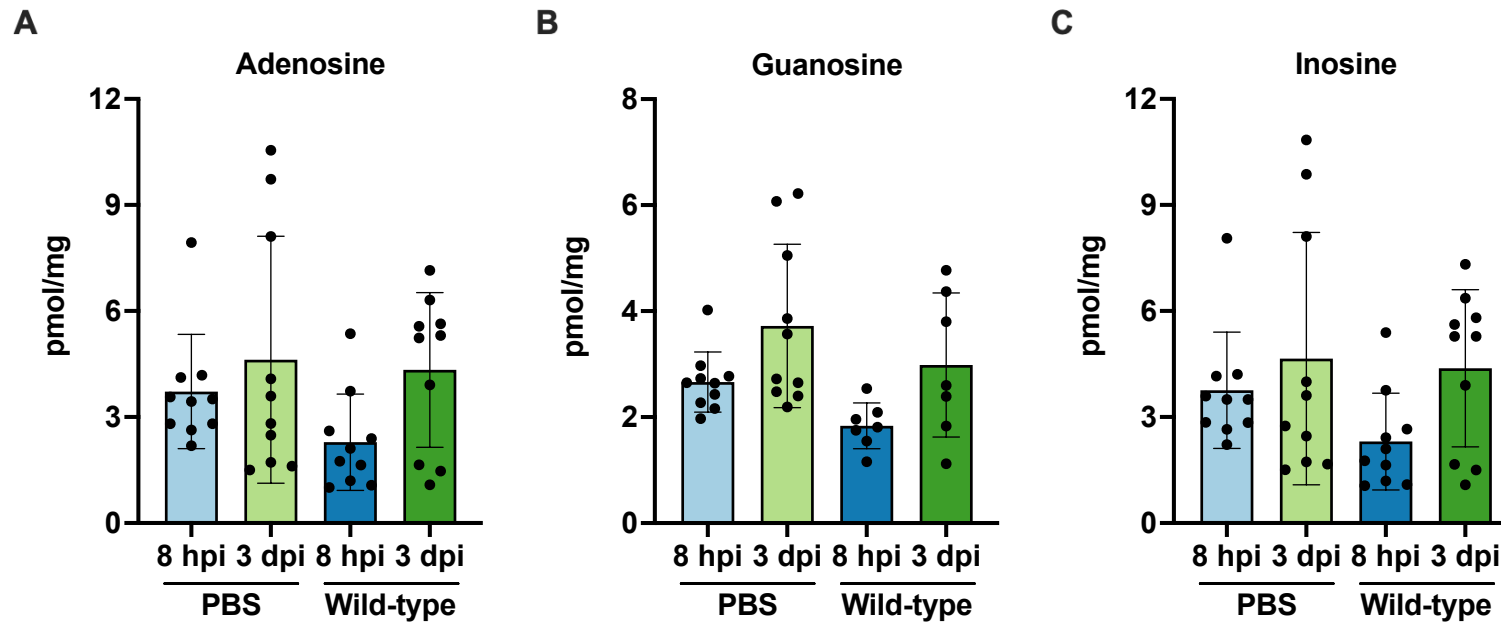 A
Adenosine
pmol/mg
12
9
6
3
0
8 hpi 3 dpi 8 hpi 3 dpi
PBS Wild-type
B
Guanosine
pmol/mg
8
6
4
2
0
8 hpi 3 dpi 8 hpi 3 dpi
PBS Wild-type
C
Inosine
pmol/mg
12
9
6
3
0
8 hpi 3 dpi 8 hpi 3 dpi
PBS Wild-type